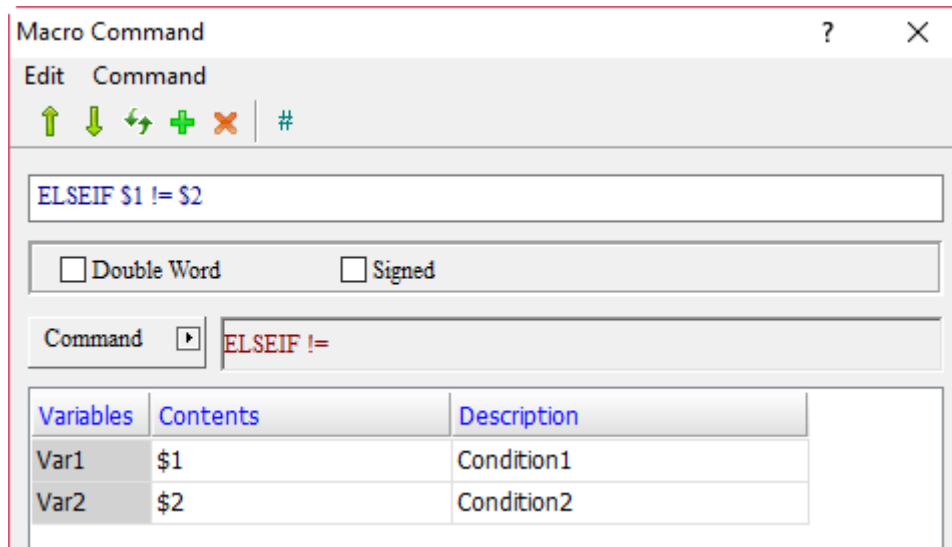 Macro Command ? ×
Edit Command
#
ELSEIF $1 != $2
Double Word Signed
Command ELSEIF !=
Variables Contents Description
Var1 $1 Condition1
Var2 $2 Condition2